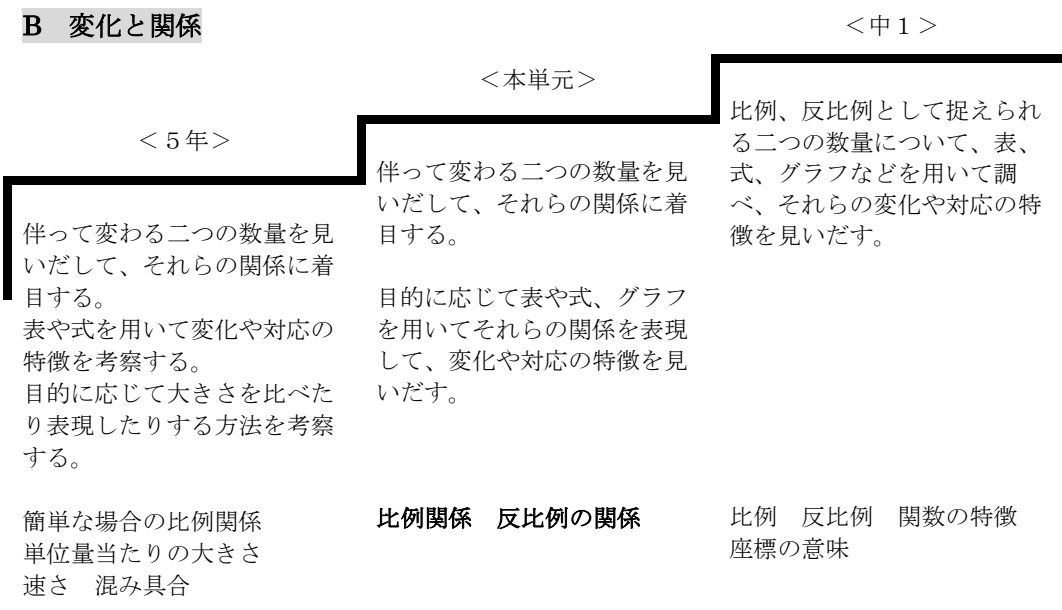 B 変化と関係
＜５年＞
伴って変わる二つの数量を見
いだして、それらの関係に着
目する。
表や式を用いて変化や対応の
特徴を考察する。
目的に応じて大きさを比べた
り表現したりする方法を考察
する。
簡単な場合の比例関係
単位量当たりの大きさ
速さ　混み具合
＜本単元＞
伴って変わる二つの数量を見
いだして、それらの関係に着
目する。
目的に応じて表や式、グラフ
を用いてそれらの関係を表現
して、変化や対応の特徴を見
いだす。
比例関係　反比例の関係
＜中１＞
比例、反比例として捉えられ
る二つの数量について、表、
式、グラフなどを用いて調
べ、それらの変化や対応の特
徴を見いだす。
比例　反比例　関数の特徴
座標の意味